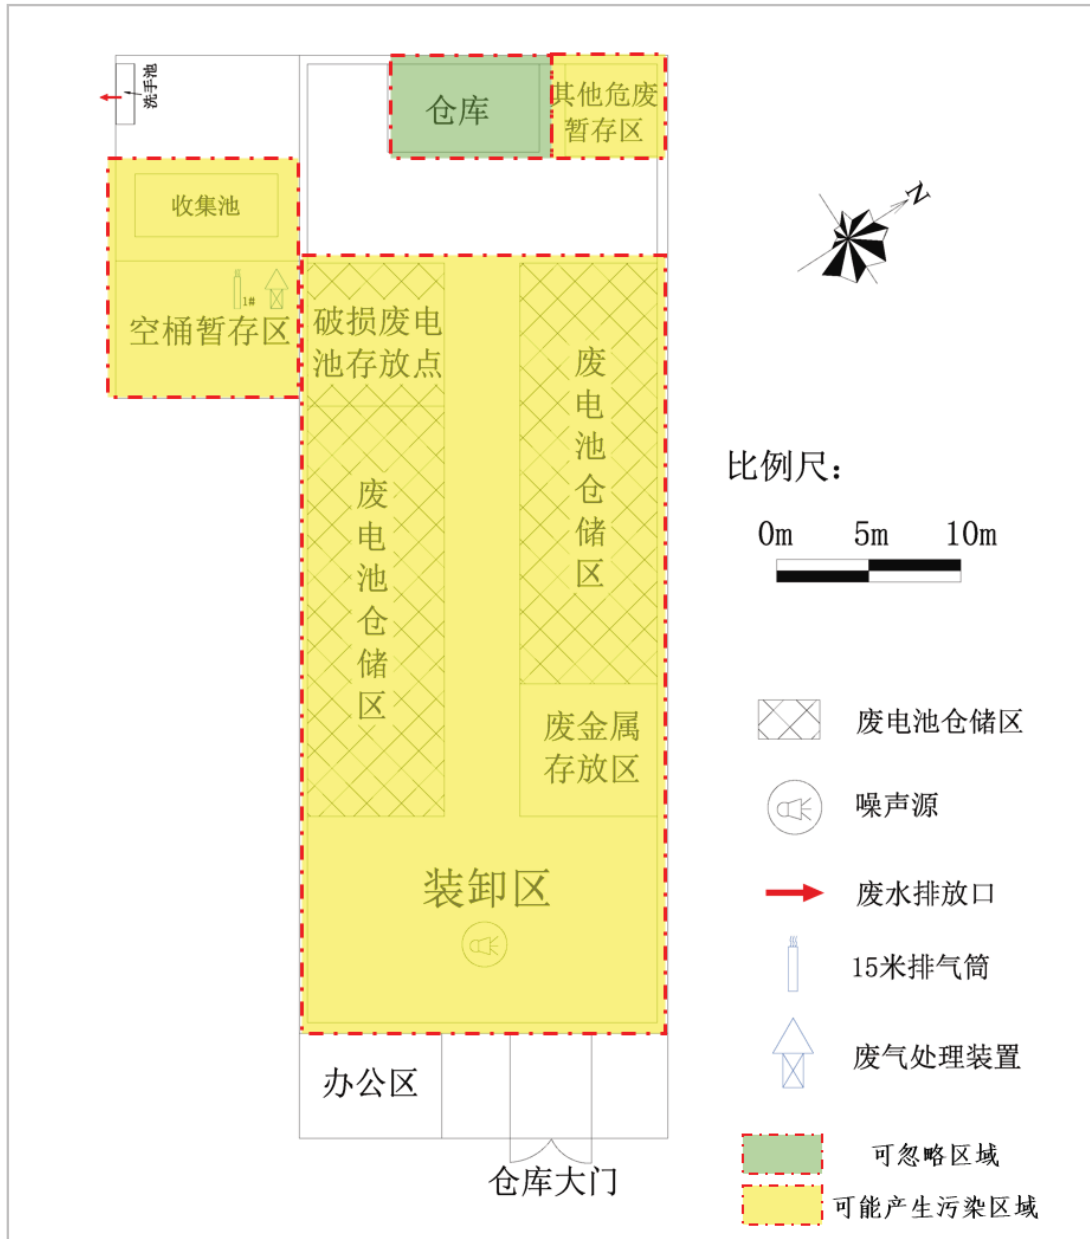 洗手池
仓库
其他危废
暂存区
收集池
N
1#
空桶暂存区
破损废电
池存放点
废电池仓储区
废电池仓储区
比例尺：
0m 5m 10m
废金属
存放区
废电池仓储区
噪声源
装卸区
废水排放口
15米排气筒
废气处理装置
办公区
仓库大门
可忽略区域
可能产生污染区域